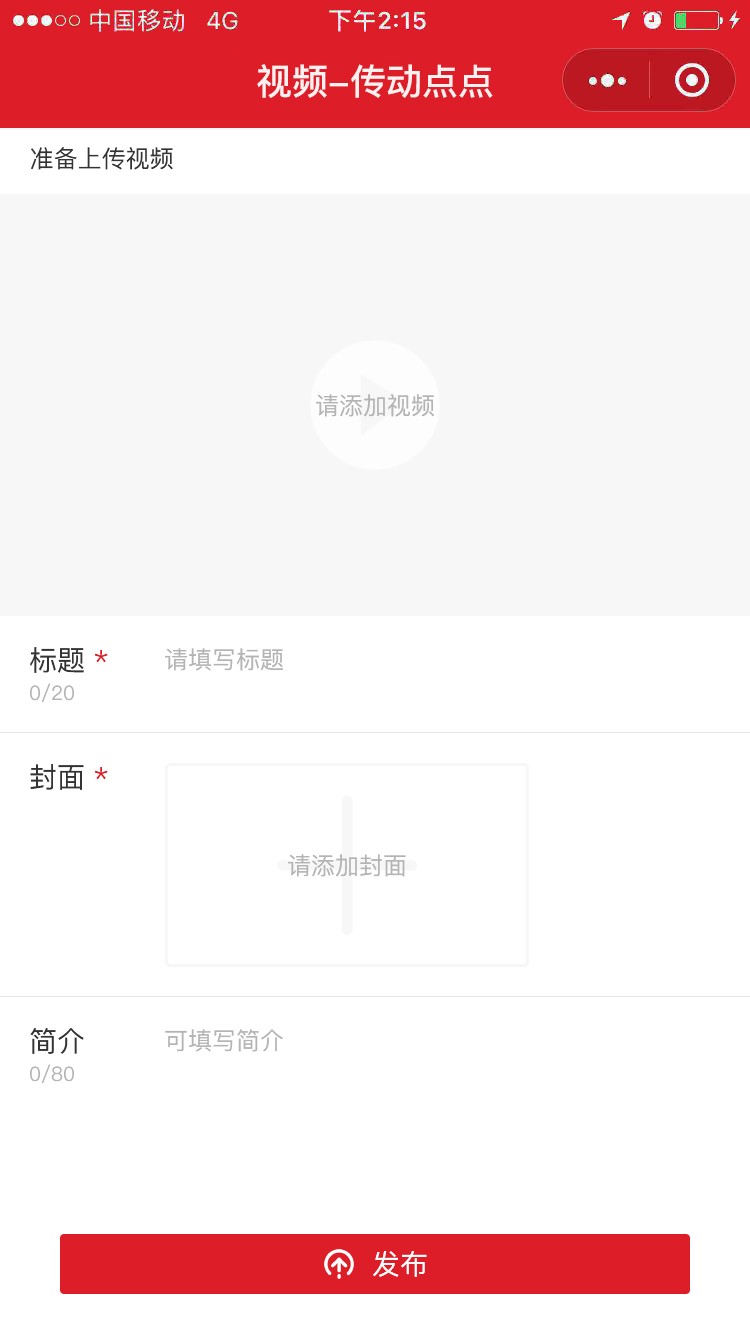 中国移动 4G 下午2:15
视频-传动点点
准备上传视频
请添加视频
标题 * 请填写标题
0/20
封面 *
请添加封面
简介 可填写简介
0/80
发布